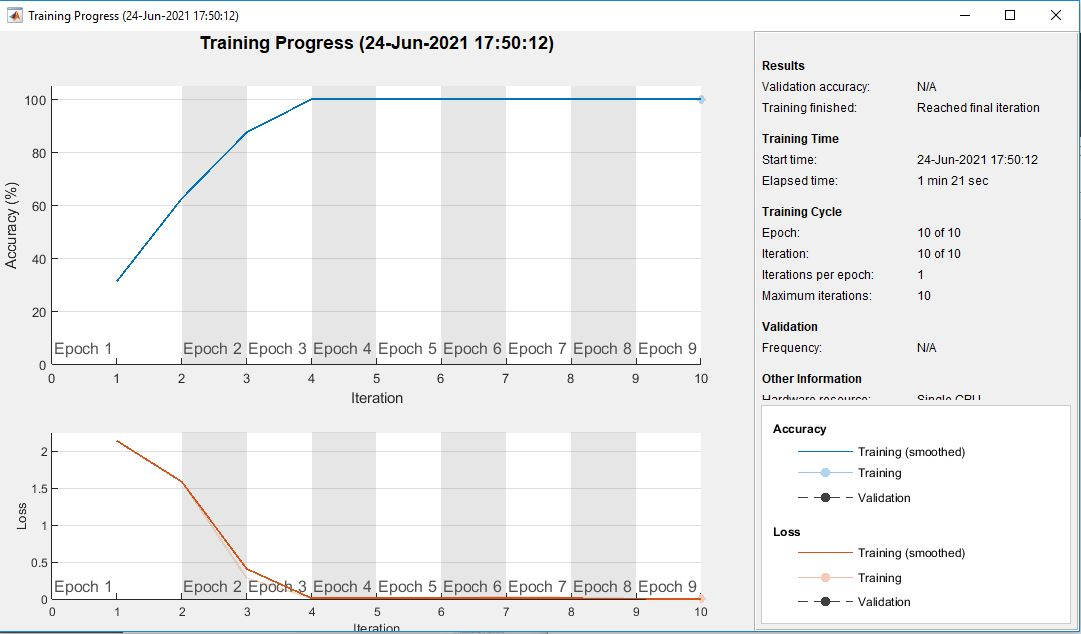 Training Progress (24-Jun-2021 17:50:12)
Training Progress (24-Jun-2021 17:50:12)
100
80
60
40
20
0
Accuracy (%)
Epoch 1 Epoch 2 Epoch 3 Epoch 4 Epoch 5 Epoch 6 Epoch 7 Epoch 8 Epoch 9
0 1 2 3 4 5 6 7 8 9 10
Iteration
2
1.5
1
0.5
0
Loss
Epoch 1 Epoch 2 Epoch 3 Epoch 4 Epoch 5 Epoch 6 Epoch 7 Epoch 8 Epoch 9
0 1 2 3 4 5 6 7 8 9 10
Iteration
Results
Validation accuracy: N/A
Training finished: Reached final iteration
Training Time
Start time: 24-Jun-2021 17:50:12
Elapsed time: 1 min 21 sec
Training Cycle
Epoch: 10 of 10
Iteration: 10 of 10
Iterations per epoch: 1
Maximum iterations: 10
Validation
Frequency: N/A
Other Information
Hardware resource: Single CPU
Accuracy
Training (smoothed)
Training
Validation
Loss
Training (smoothed)
Training
Validation